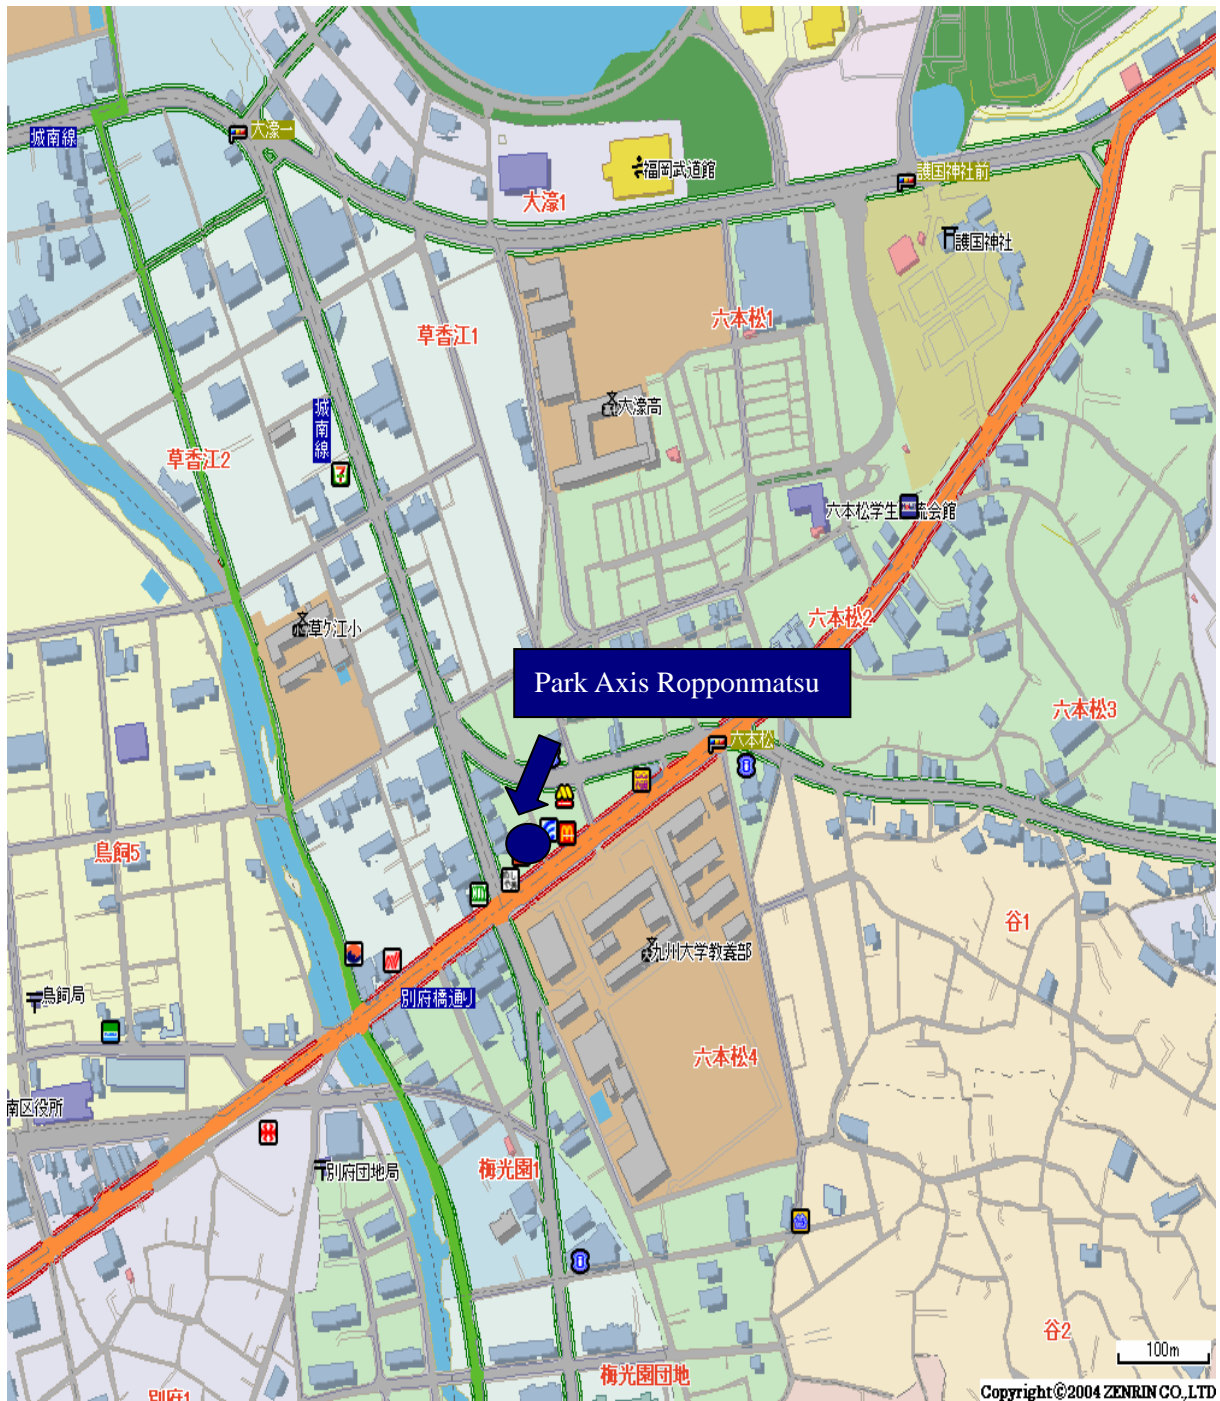 城南線
大濠一
福岡武道館
大濠1
護国神社前
護国神社
六本松1
草香江1
大濠高
城南線
草香江2
7
六本松学生
流会館
六本松2
草ケ江小
Park Axis Ropponmatsu
六本松3
六本松
鳥飼5
谷1
九州大学教養部
鳥飼局
別府橋通り
六本松4
南区役所
別府団地局
梅光園1
谷2
100m
梅光園団地
別府1
Copyright©2004 ZENRIN CO.,LTD